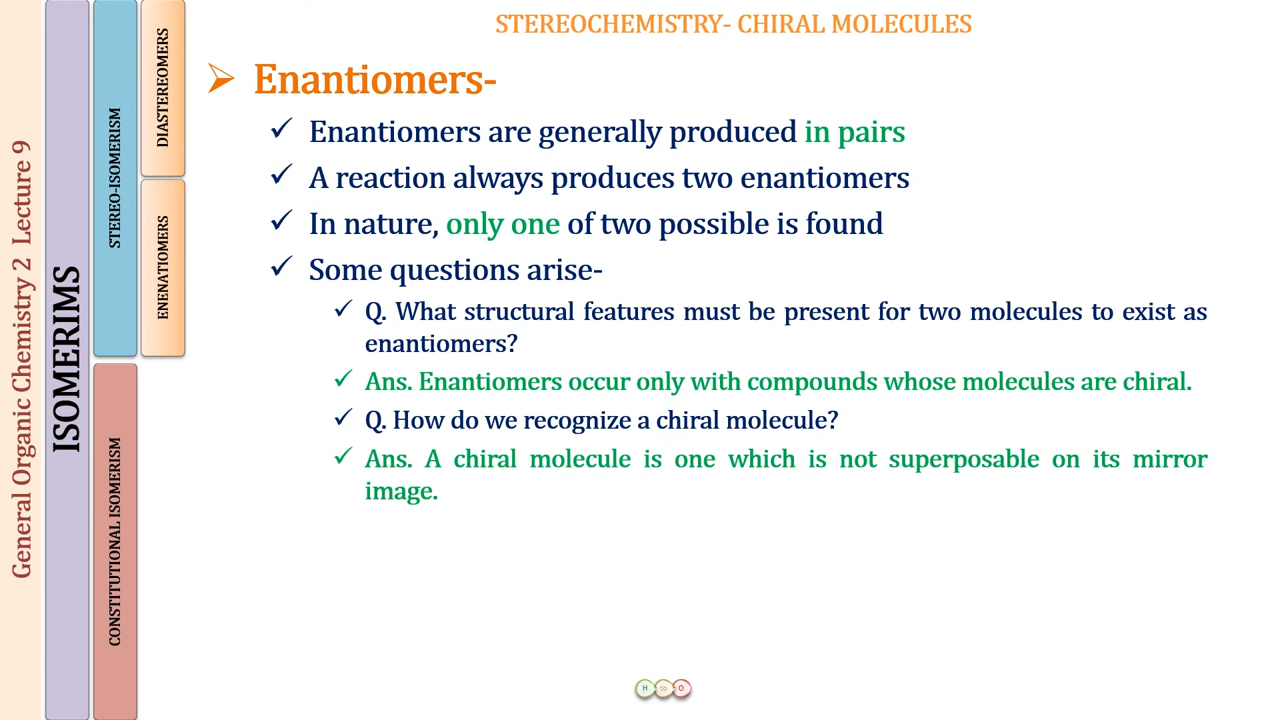 STEREOCHEMISTRY- CHIRAL MOLECULES
General Organic Chemistry 2 Lecture 9
ISOMERIMS
STEREO-ISOMERISM
CONSTITUTIONAL ISOMERISM
DIASTEREOMERS
ENENATIOMERS
Enantiomers-
Enantiomers are generally produced in pairs
A reaction always produces two enantiomers
In nature, only one of two possible is found
Some questions arise-
Q. What structural features must be present for two molecules to exist as
enantiomers?
Ans. Enantiomers occur only with compounds whose molecules are chiral.
Q. How do we recognize a chiral molecule?
Ans. A chiral molecule is one which is not superposable on its mirror
image.
H to O